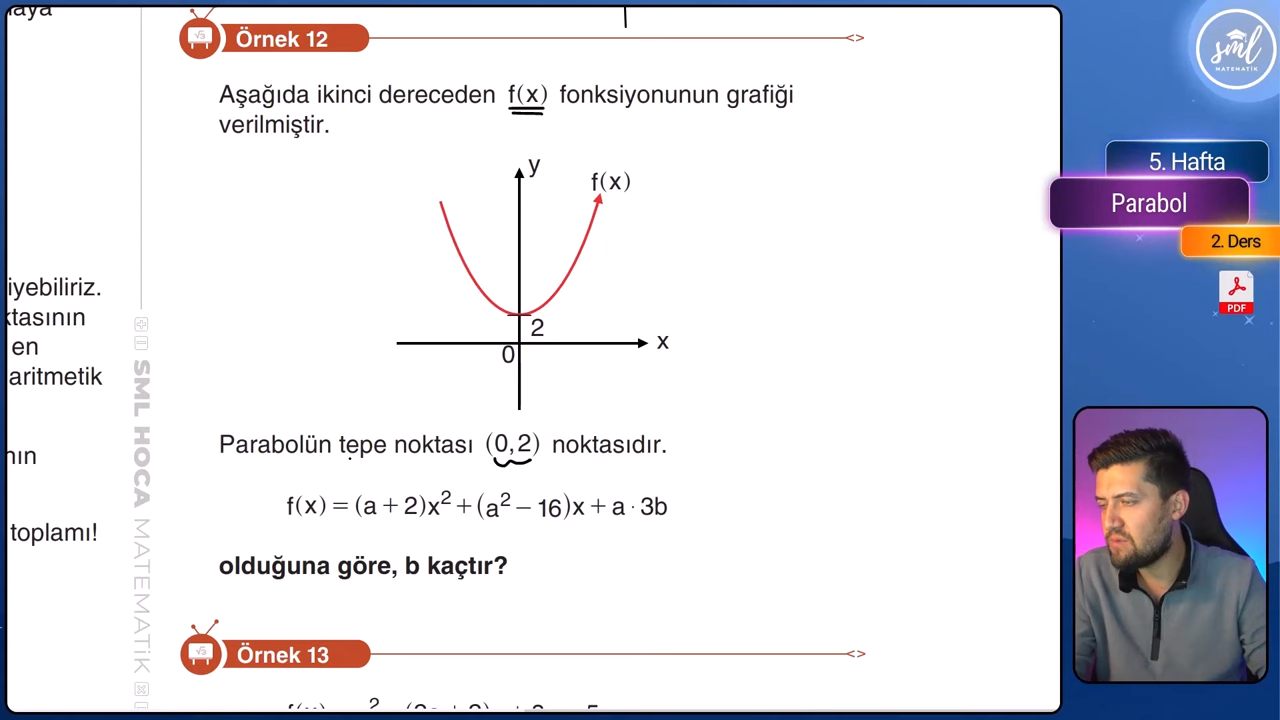 naya
Örnek 12
Aşağıda ikinci dereceden f(x) fonksiyonunun grafiği
verilmiştir.
y
f(x)
2
0
x
Parabolün tepe noktası (0,2) noktasıdır.
f(x) = (a + 2)x² + (a² – 16)x + a · 3b
olduğuna göre, b kaçtır?
Örnek 13
iyebiliriz.
ktasının
en
aritmetik
nın
toplamı!
SML HOCA MATEMATİK
sml
MATEMATİK
5. Hafta
Parabol
2. Ders
PDF